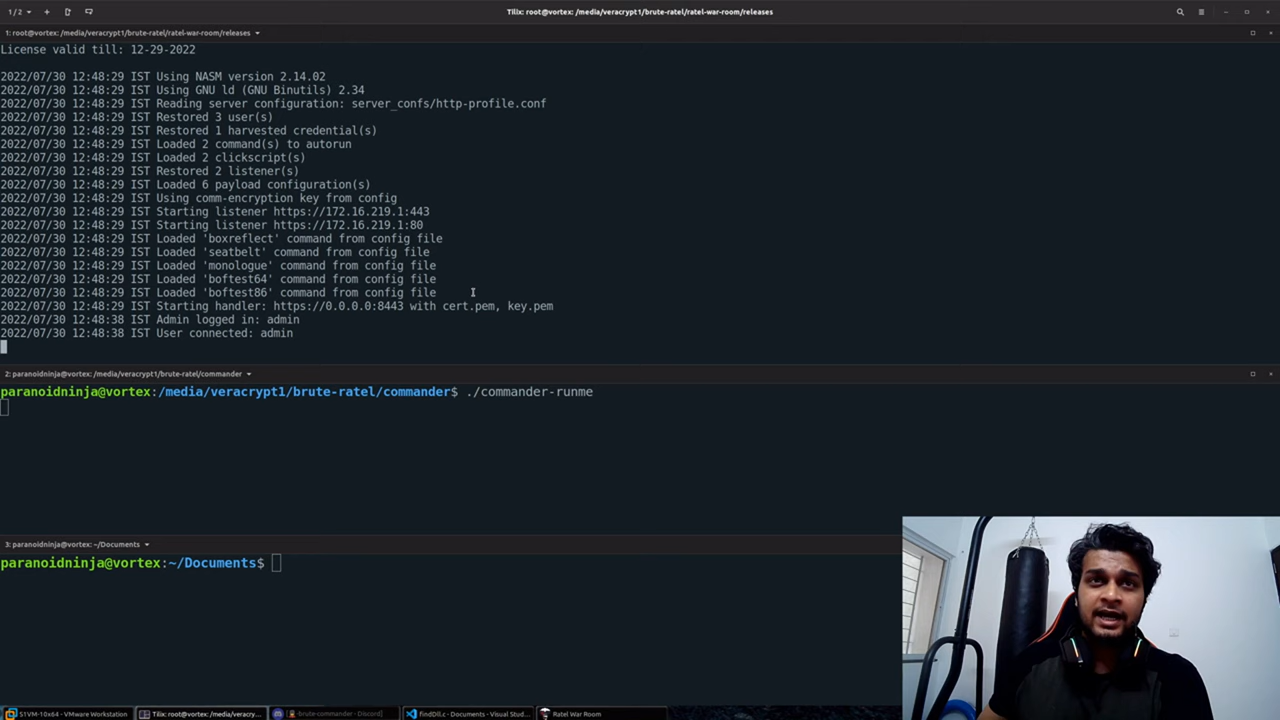 1/2
Tilix: root@vortex: /media/veracrypt1/brute-ratel/ratel-war-room/releases
1: root@vortex: /media/veracrypt1/brute-ratel/ratel-war-room/releases
License valid till: 12-29-2022
2022/07/30 12:48:29 IST Using NASM version 2.14.02
2022/07/30 12:48:29 IST Using GNU ld (GNU Binutils) 2.34
2022/07/30 12:48:29 IST Reading server configuration: server_confs/http-profile.conf
2022/07/30 12:48:29 IST Restored 3 user(s)
2022/07/30 12:48:29 IST Restored 1 harvested credential(s)
2022/07/30 12:48:29 IST Loaded 2 command(s) to autorun
2022/07/30 12:48:29 IST Loaded 2 clickscript(s)
2022/07/30 12:48:29 IST Restored 2 listener(s)
2022/07/30 12:48:29 IST Loaded 6 payload configuration(s)
2022/07/30 12:48:29 IST Using comm-encryption key from config
2022/07/30 12:48:29 IST Starting listener https://172.16.219.1:443
2022/07/30 12:48:29 IST Starting listener https://172.16.219.1:80
2022/07/30 12:48:29 IST Loaded 'boxreflect' command from config file
2022/07/30 12:48:29 IST Loaded 'seatbelt' command from config file
2022/07/30 12:48:29 IST Loaded 'monologue' command from config file
2022/07/30 12:48:29 IST Loaded 'boftest64' command from config file
2022/07/30 12:48:29 IST Loaded 'boftest86' command from config file
2022/07/30 12:48:29 IST Starting handler: https://0.0.0.0:8443 with cert.pem, key.pem
2022/07/30 12:48:38 IST Admin logged in: admin
2022/07/30 12:48:38 IST User connected: admin
2: paranoidninja@vortex: /media/veracrypt1/brute-ratel/commander
paranoidninja@vortex:/media/veracrypt1/brute-ratel/commander$ ./commander-runme
3: paranoidninja@vortex: ~/Documents
paranoidninja@vortex:~/Documents$
S1VM-10x64 - VMware Workstation
Tilix: root@vortex: /media/veracry...
brute-commander - Discord
findDll.c - Documents - Visual Stud...
Ratel War Room